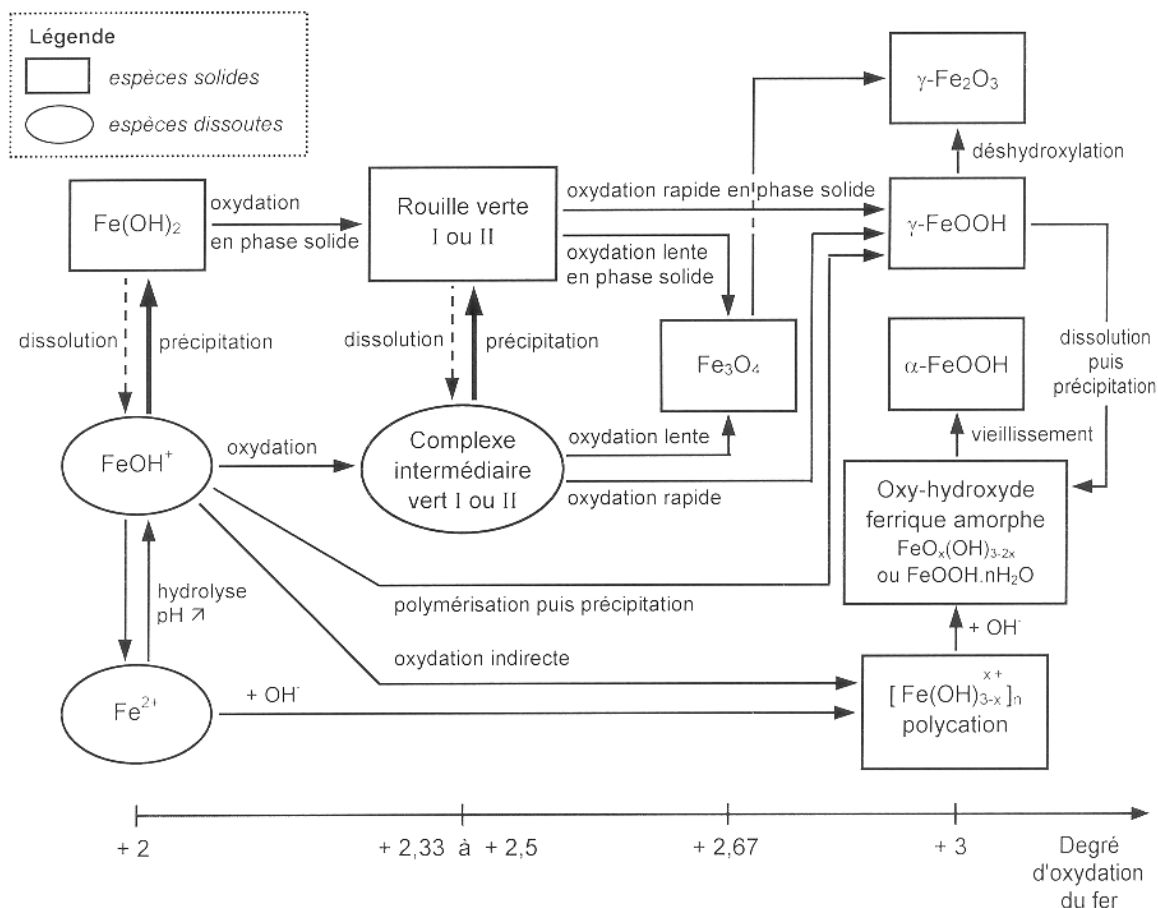 Légende
espèces solides
espèces dissoutes
γ-Fe₂O₃
déshydroxylation
Fe(OH)₂
oxydation
en phase solide
Rouille verte
I ou II
oxydation rapide en phase solide
γ-FeOOH
oxydation lente
en phase solide
dissolution
précipitation
dissolution
précipitation
Fe₃O₄
α-FeOOH
dissolution
puis
précipitation
FeOH⁺
oxydation
Complexe
intermédiaire
vert I ou II
oxydation lente
oxydation rapide
vieillissement
Oxy-hydroxyde
ferrique amorphe
FeOₓ(OH)₃₋₂ₓ
ou FeOOH.nH₂O
hydrolyse
pH ↗
polymérisation puis précipitation
+ OH⁻
oxydation indirecte
Fe²⁺
+ OH⁻
[ Fe(OH)₃₋ₓ ]ₙ ˣ⁺
polycation
+ 2
+ 2,33 à + 2,5
+ 2,67
+ 3
Degré
d'oxydation
du fer